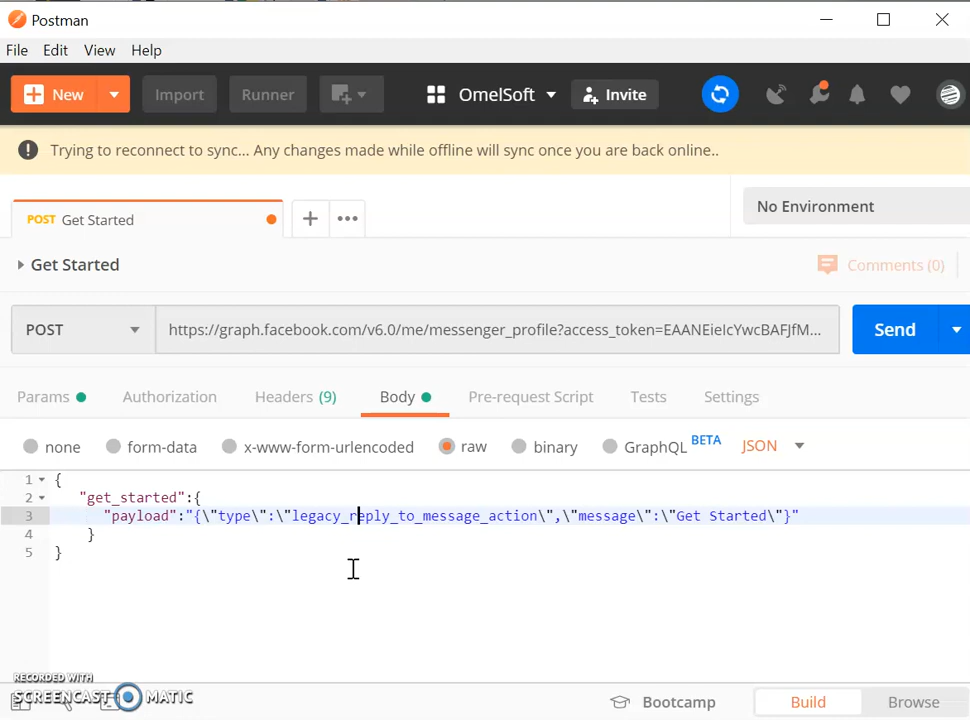 Postman
File Edit View Help
New Import Runner OmelSoft Invite
Trying to reconnect to sync... Any changes made while offline will sync once you are back online..
POST Get Started No Environment
Get Started Comments (0)
POST https://graph.facebook.com/v6.0/me/messenger_profile?access_token=EAANEieIcYwcBAFJfM... Send
Params Authorization Headers (9) Body Pre-request Script Tests Settings
none form-data x-www-form-urlencoded raw binary GraphQL BETA JSON
1 {
2 "get_started":{
3 "payload":"{\"type\":\"legacy_reply_to_message_action\",\"message\":\"Get Started\"}"
4 }
5 }
RECORDED WITH
SCREENCAST MATIC
Bootcamp Build Browse